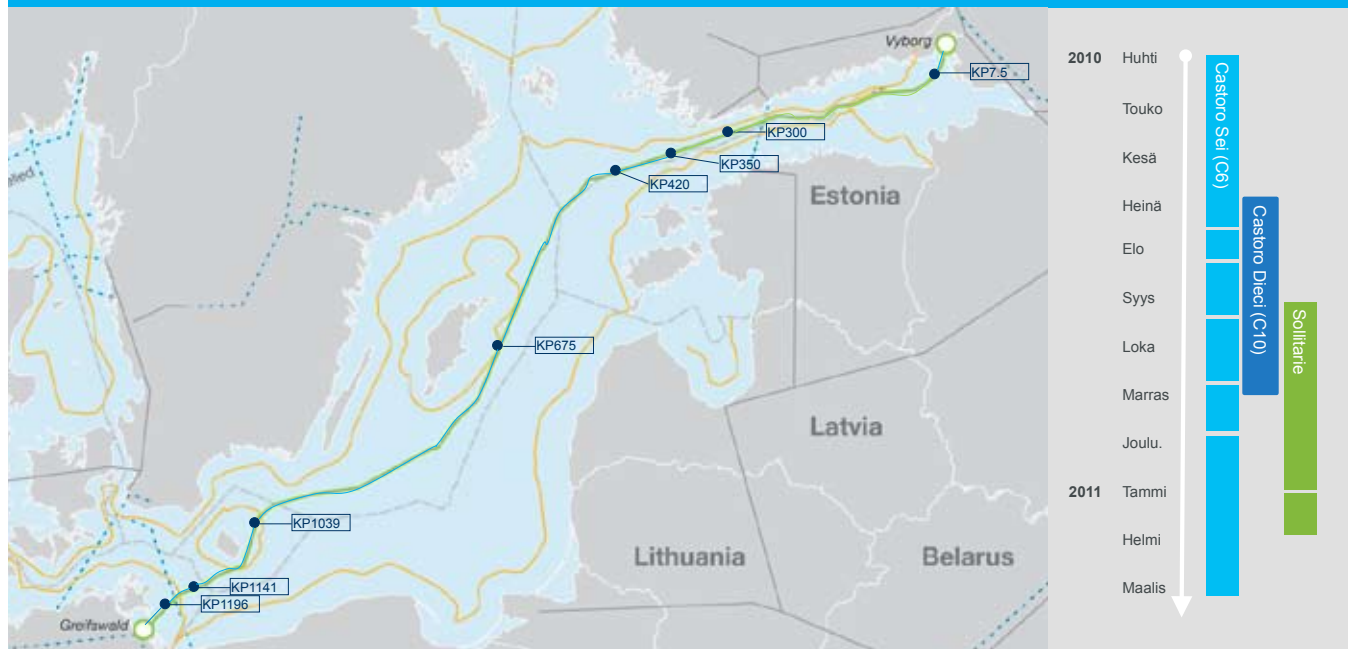 Vyborg
KP7.5
KP300
KP350
KP420
Estonia
KP675
Latvia
KP1039
Lithuania
Belarus
KP1141
KP1196
Greifswald
2010 Huhti
Touko
Kesä
Heinä
Elo
Syys
Loka
Marras
Joulu.
2011 Tammi
Helmi
Maalis
Castoro Sei (C6)
Castoro Dieci (C10)
Sollitarie